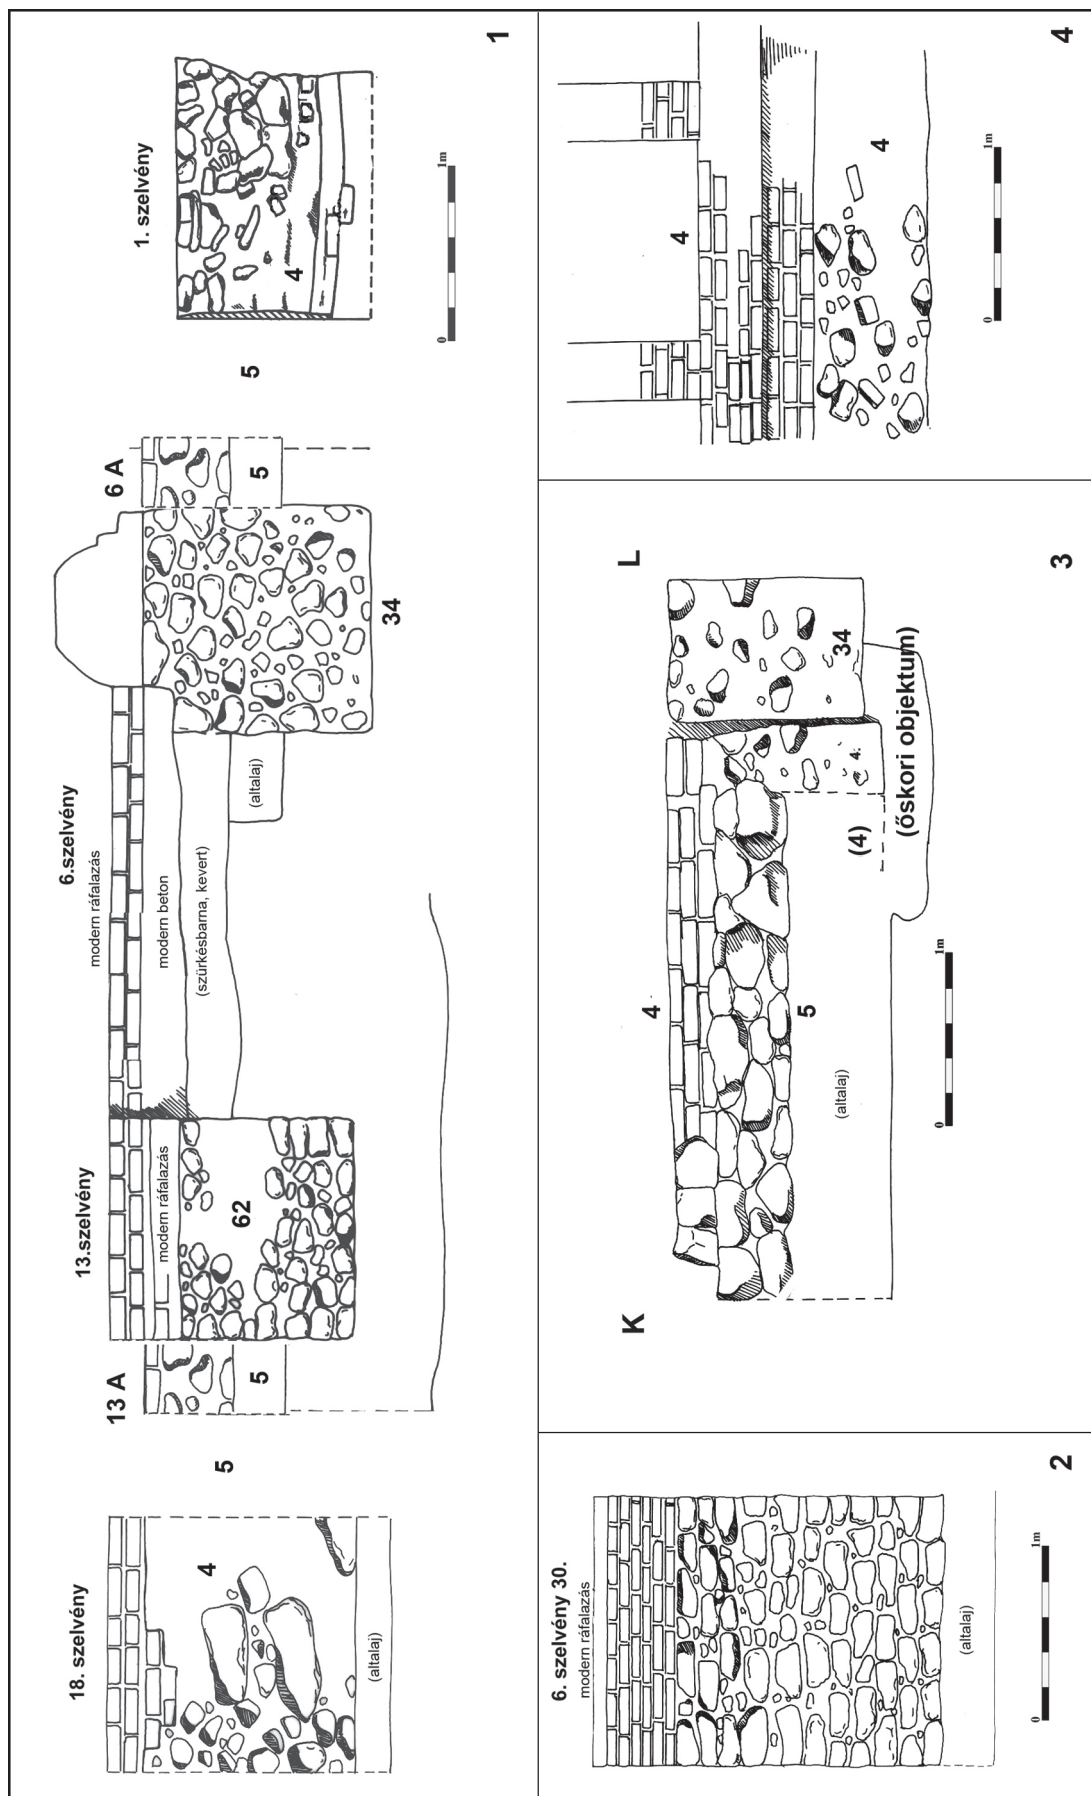 1
18. szelvény
4
(altalaj)
5
13 A
5
13.szelvény
modern ráfalazás
62
6.szelvény
modern ráfalazás
modern beton
(szürkésbarna, kevert)
(altalaj)
34
6 A
5
5
1. szelvény
4
0
1m
2
6. szelvény 30.
modern ráfalazás
(altalaj)
0
1m
3
K
L
4
5
(altalaj)
(4)
4.
34
(őskori objektum)
0
1m
4
4
4
0
1m